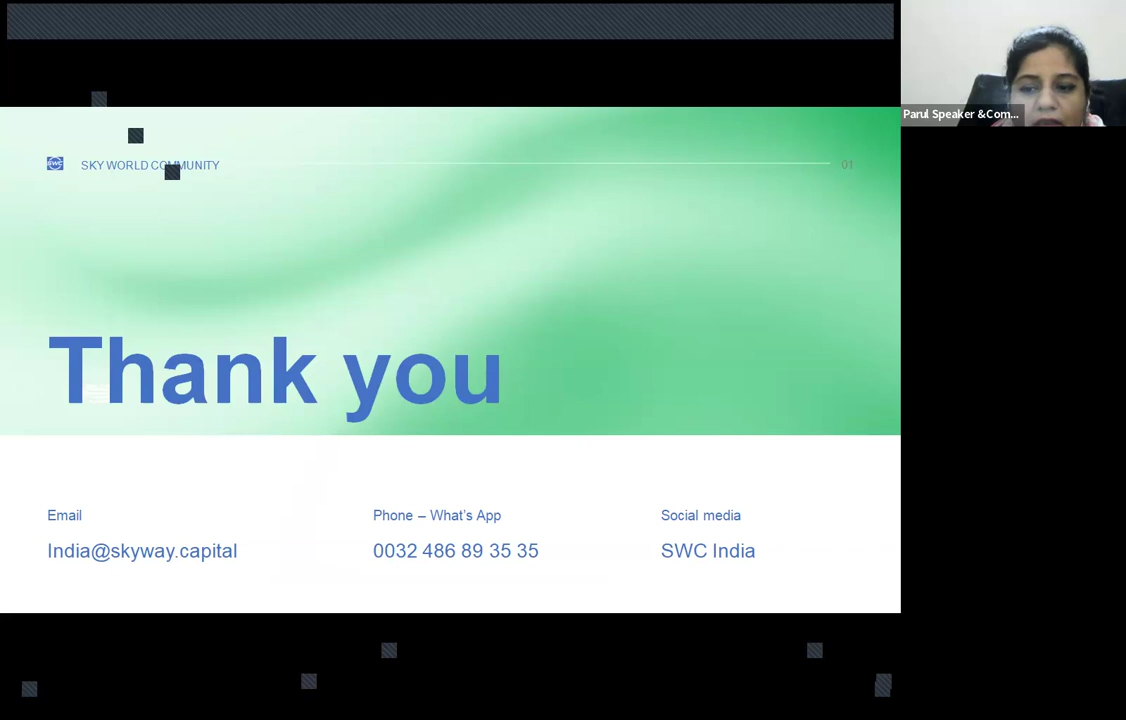 Parul Speaker &Com...
SWC
SKY WORLD COMMUNITY
01
Thank you
Email
Phone – What's App
Social media
India@skyway.capital
0032 486 89 35 35
SWC India